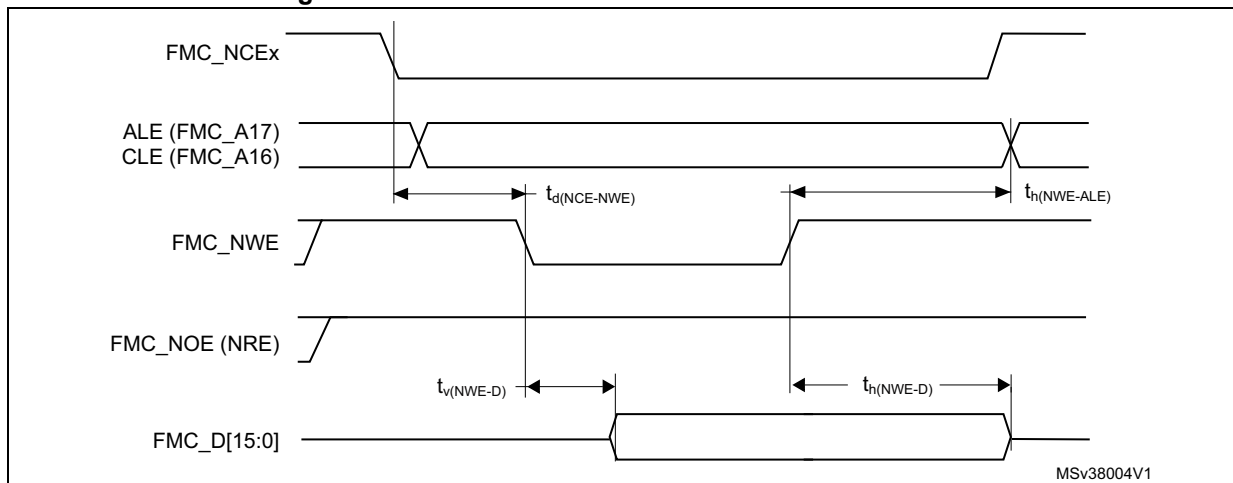 g
FMC_NCEx
ALE (FMC_A17)
CLE (FMC_A16)
td(NCE-NWE)
th(NWE-ALE)
FMC_NWE
FMC_NOE (NRE)
tv(NWE-D)
th(NWE-D)
FMC_D[15:0]
MSv38004V1